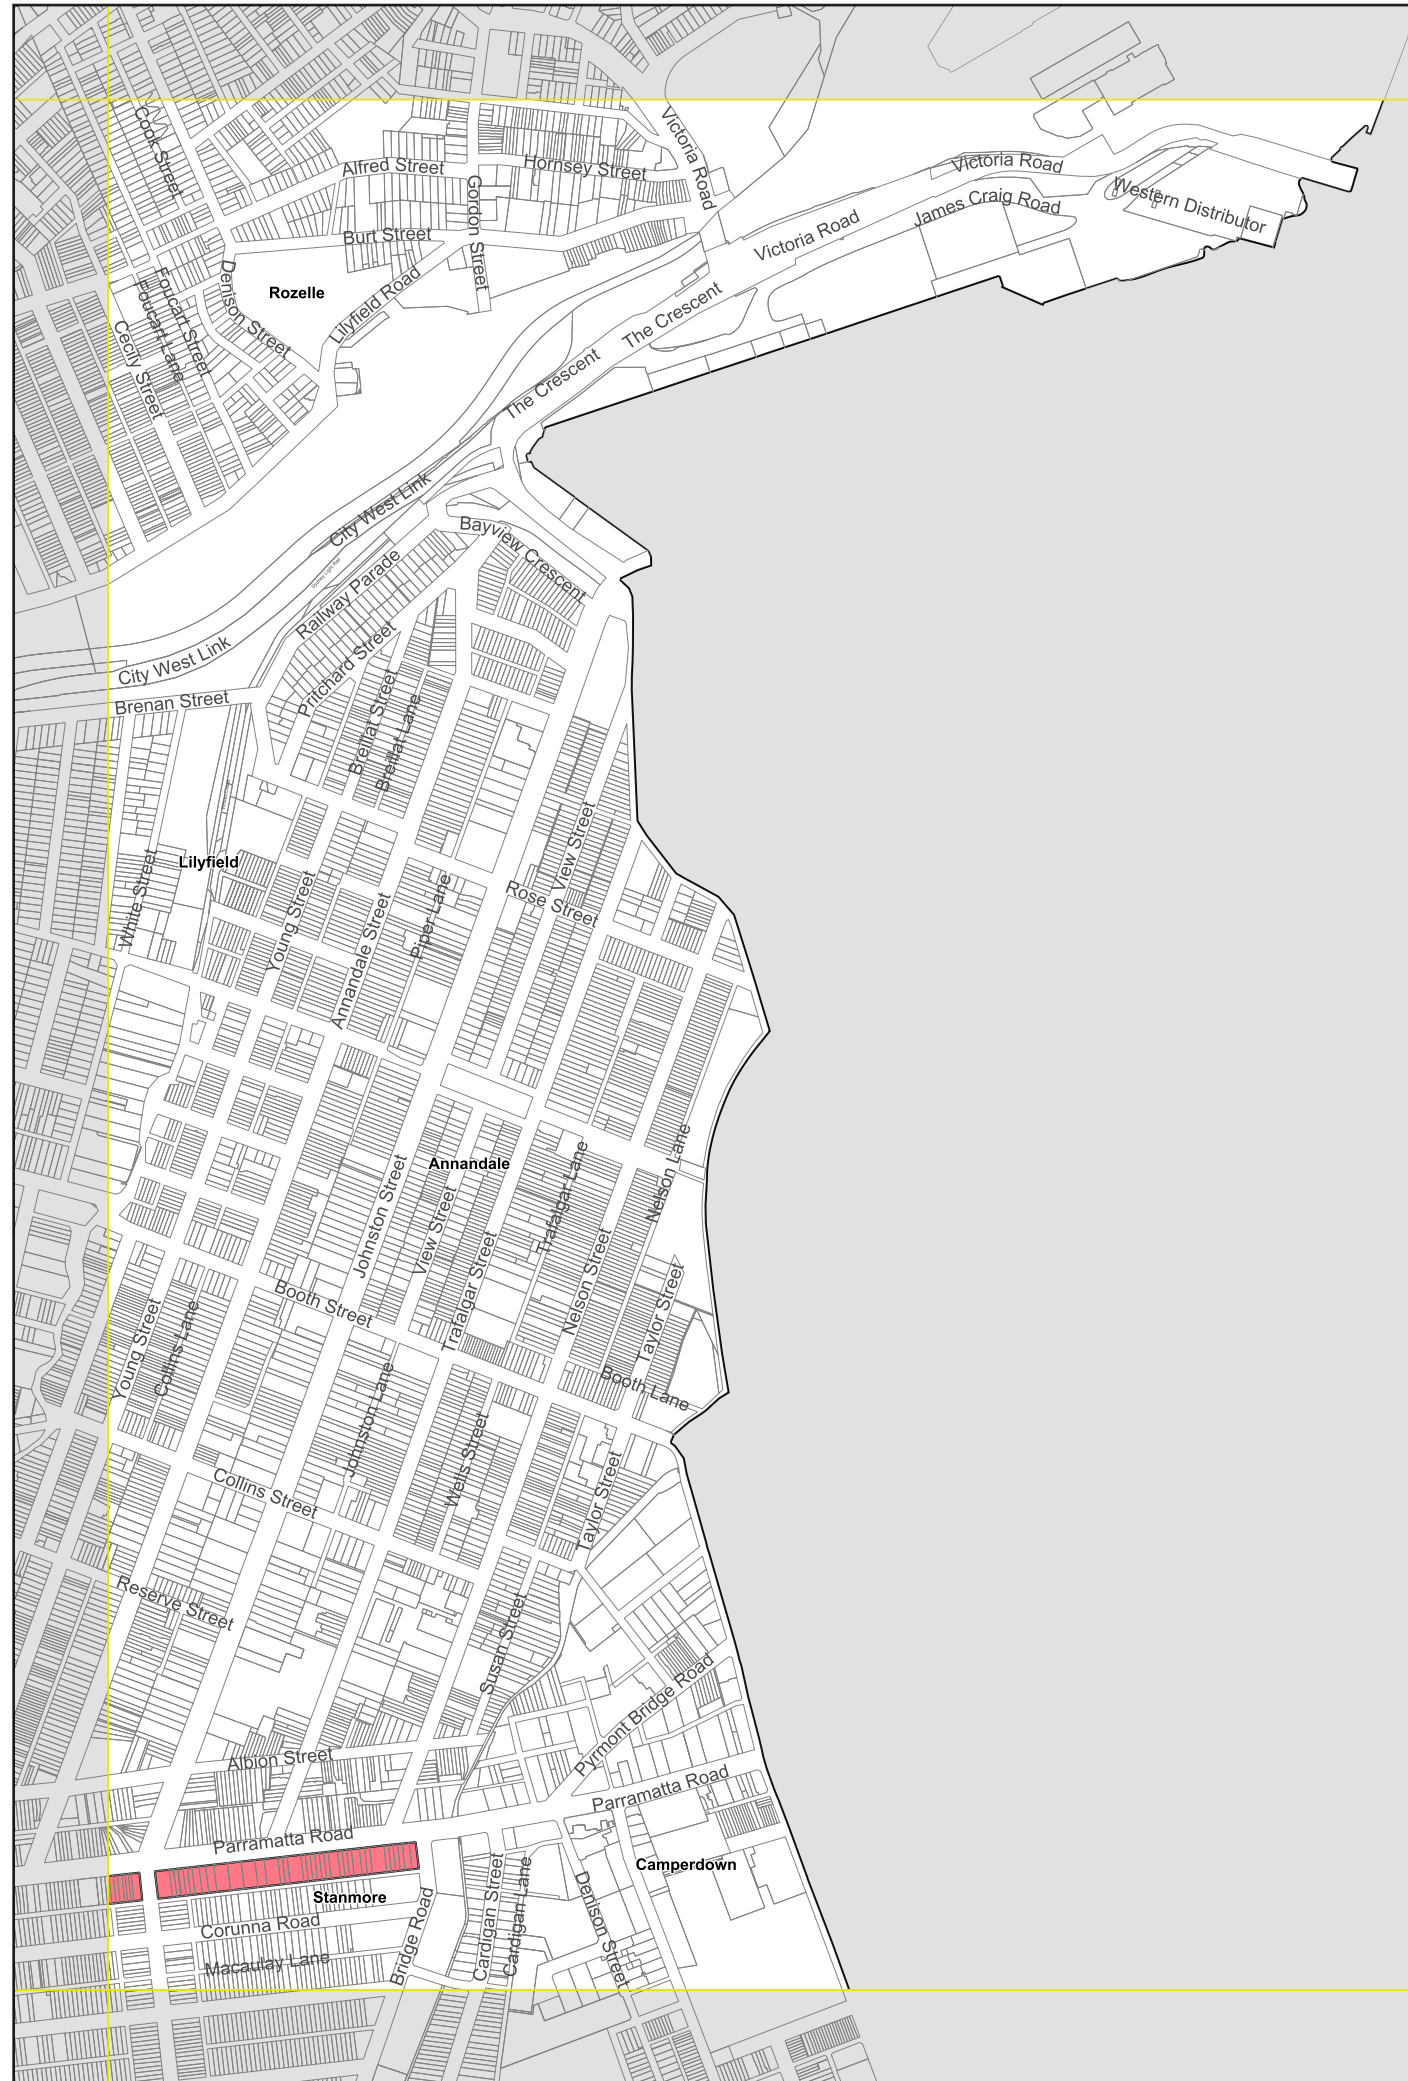 Cook Street
Victoria Road
Alfred Street
Hornsey Street
Victoria Road
Gordon Street
Western Distributor
James Craig Road
Burt Street
Victoria Road
Denison Street
Foucart Street
Foucart Lane
Rozelle
Lilyfield Road
The Crescent
Cecily Street
The Crescent
City West Link
Bayview Crescent
Railway Parade
Pritchard Street
City West Link
Brenan Street
Breillat Street
Breillat Lane
View Street
Lilyfield
White Street
Young Street
Annandale Street
Piper Lane
Rose Street
Nelson Lane
Annandale
Johnston Street
View Street
Trafalgar Lane
Trafalgar Street
Nelson Street
Taylor Street
Booth Street
Young Street
Collins Lane
Johnston Lane
Booth Lane
Wells Street
Taylor Street
Collins Street
Reserve Street
Susan Street
Pyrmont Bridge Road
Albion Street
Parramatta Road
Parramatta Road
Camperdown
Stanmore
Cardigan Street
Cardigan Lane
Denison Street
Corunna Road
Bridge Road
Macaulay Lane